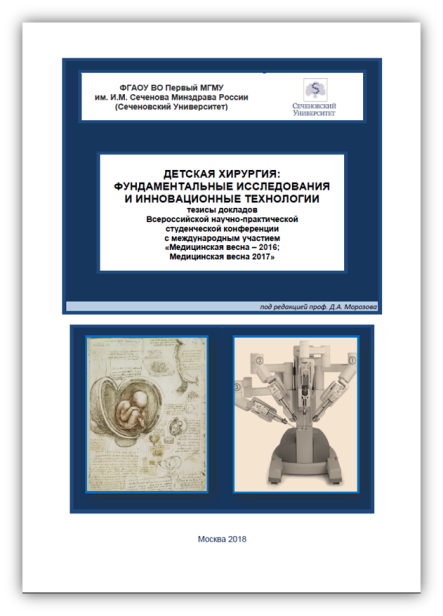 ФГАОУ ВО Первый МГМУ
им. И.М. Сеченова Минздрава России
(Сеченовский Университет)
СЕЧЕНОВСКИЙ
УНИВЕРСИТЕТ
ДЕТСКАЯ ХИРУРГИЯ:
ФУНДАМЕНТАЛЬНЫЕ ИССЛЕДОВАНИЯ
И ИННОВАЦИОННЫЕ ТЕХНОЛОГИИ
тезисы докладов
Всероссийской научно-практической
студенческой конференции
с международным участием
«Медицинская весна – 2016;
Медицинская весна 2017»
под редакцией проф. Д.А. Морозова
Москва 2018